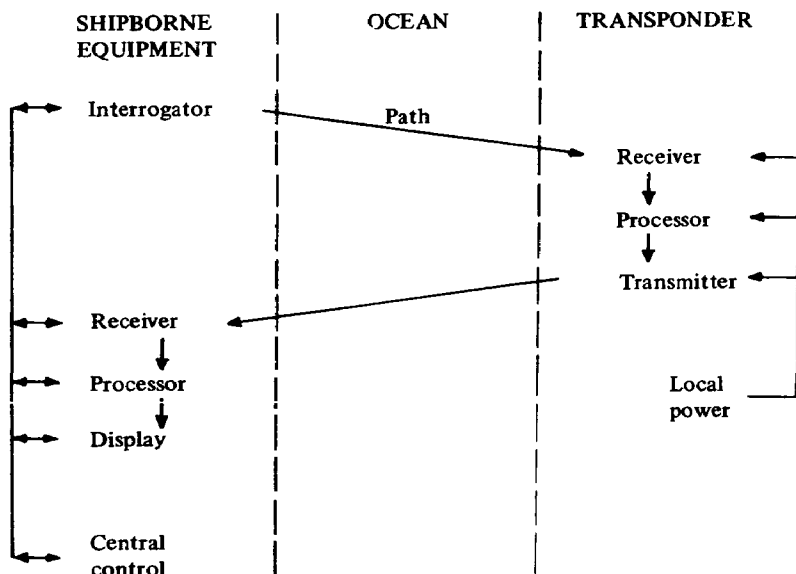 SHIPBORNE
EQUIPMENT
OCEAN
TRANSPONDER
Interrogator
Path
Receiver
Processor
Transmitter
Receiver
Processor
Local
power
Display
Central
control